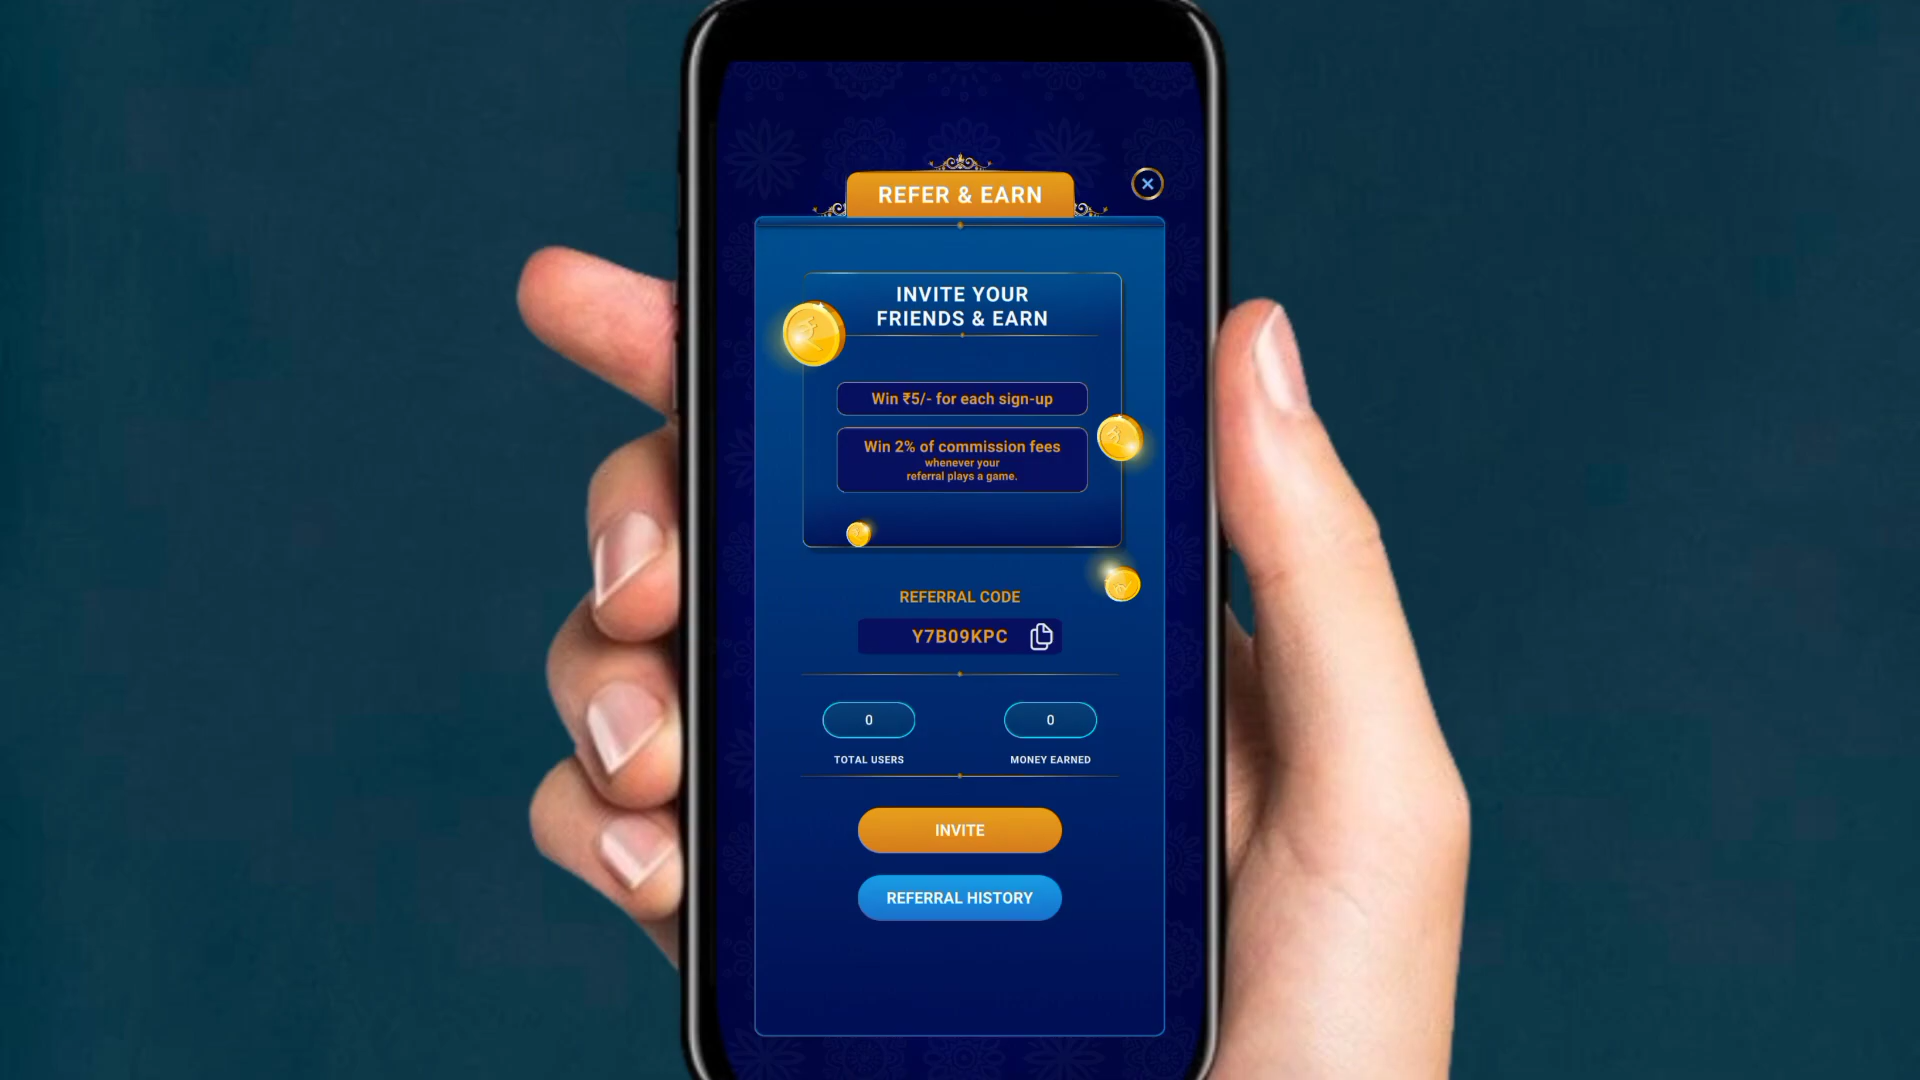 REFER & EARN
INVITE YOUR
FRIENDS & EARN
Win ₹5/- for each sign-up
Win 2% of commission fees
whenever your
referral plays a game.
REFERRAL CODE
Y7B09KPC
0
0
TOTAL USERS
MONEY EARNED
INVITE
REFERRAL HISTORY